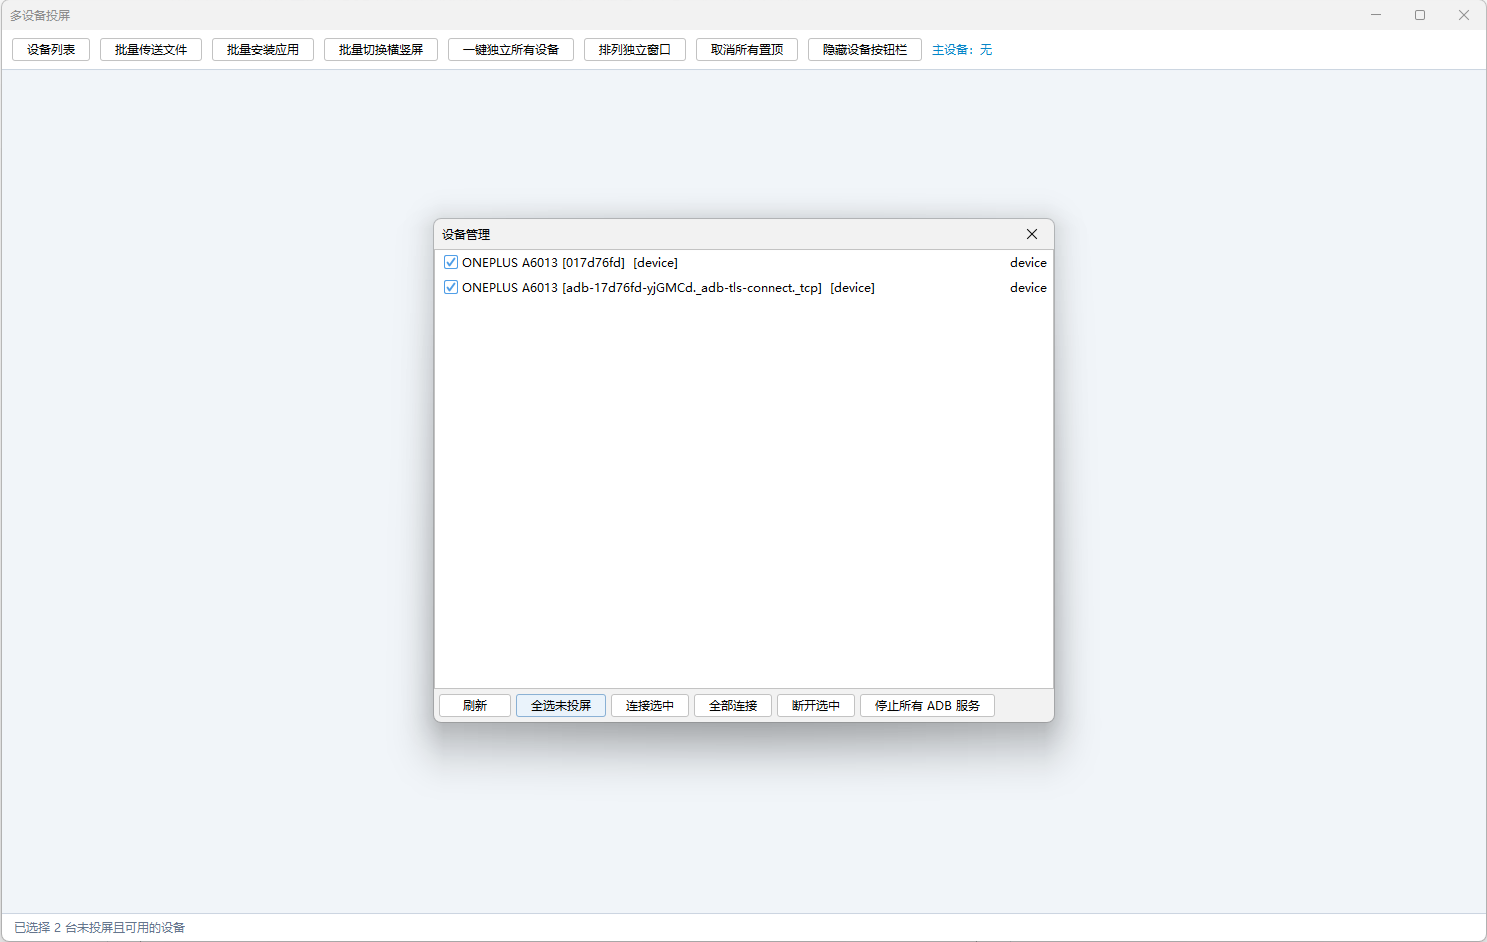 多设备投屏
设备列表 批量传送文件 批量安装应用 批量切换横竖屏 一键独立所有设备 排列独立窗口 取消所有置顶 隐藏设备按钮栏 主设备：无
设备管理
ONEPLUS A6013 [017d76fd] [device] device
ONEPLUS A6013 [adb-17d76fd-yjGMCd._adb-tls-connect._tcp] [device] device
刷新 全选未投屏 连接选中 全部连接 断开选中 停止所有 ADB 服务
已选择 2 台未投屏且可用的设备